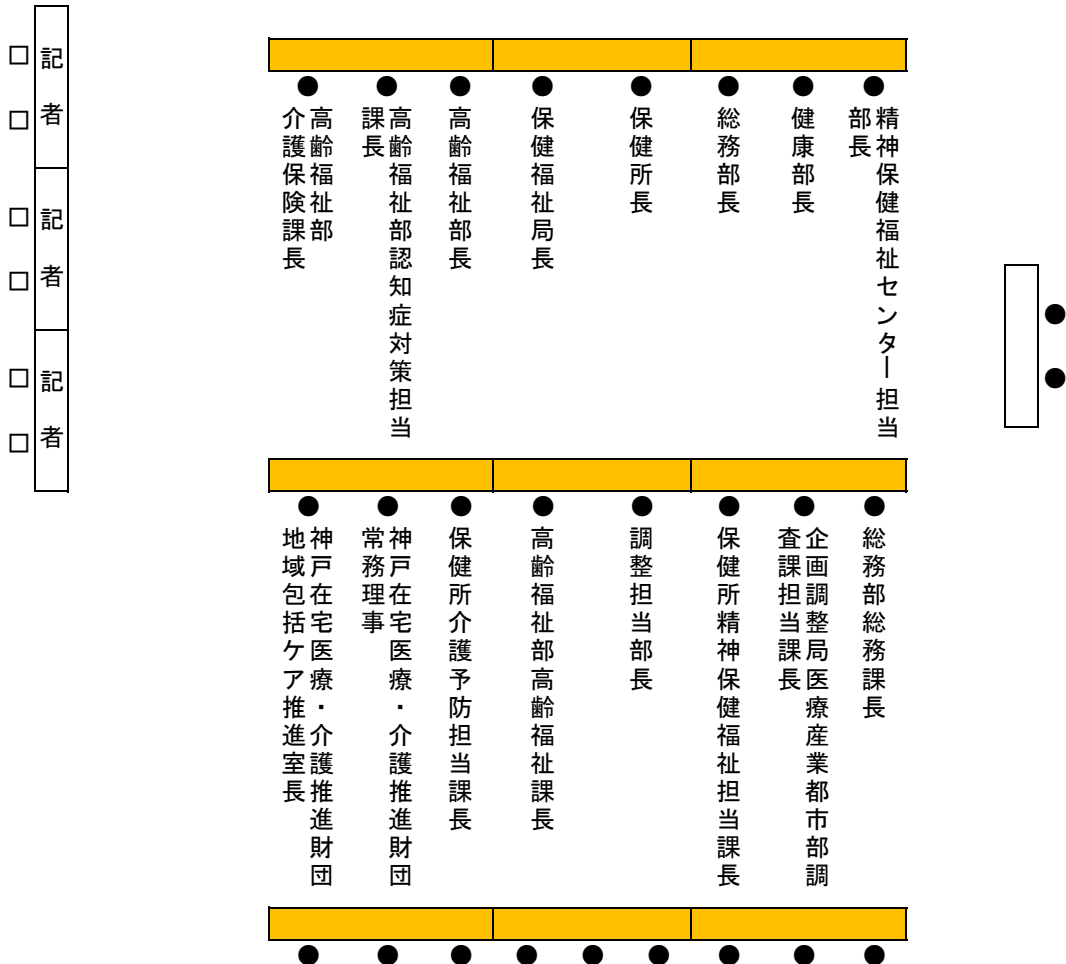 精神保健福祉センター担当
部長
健康部長
総務部長
保健所長
保健福祉局長
高齢福祉部長
高齢福祉部認知症対策担当
課長
高齢福祉部
介護保険課長
記者
記者
記者
総務部総務課長
企画調整局医療産業都市部調
査課担当課長
保健所精神保健福祉担当課長
調整担当部長
高齢福祉部高齢福祉課長
保健所介護予防担当課長
神戸在宅医療・介護推進財団
常務理事
神戸在宅医療・介護推進財団
地域包括ケア推進室長